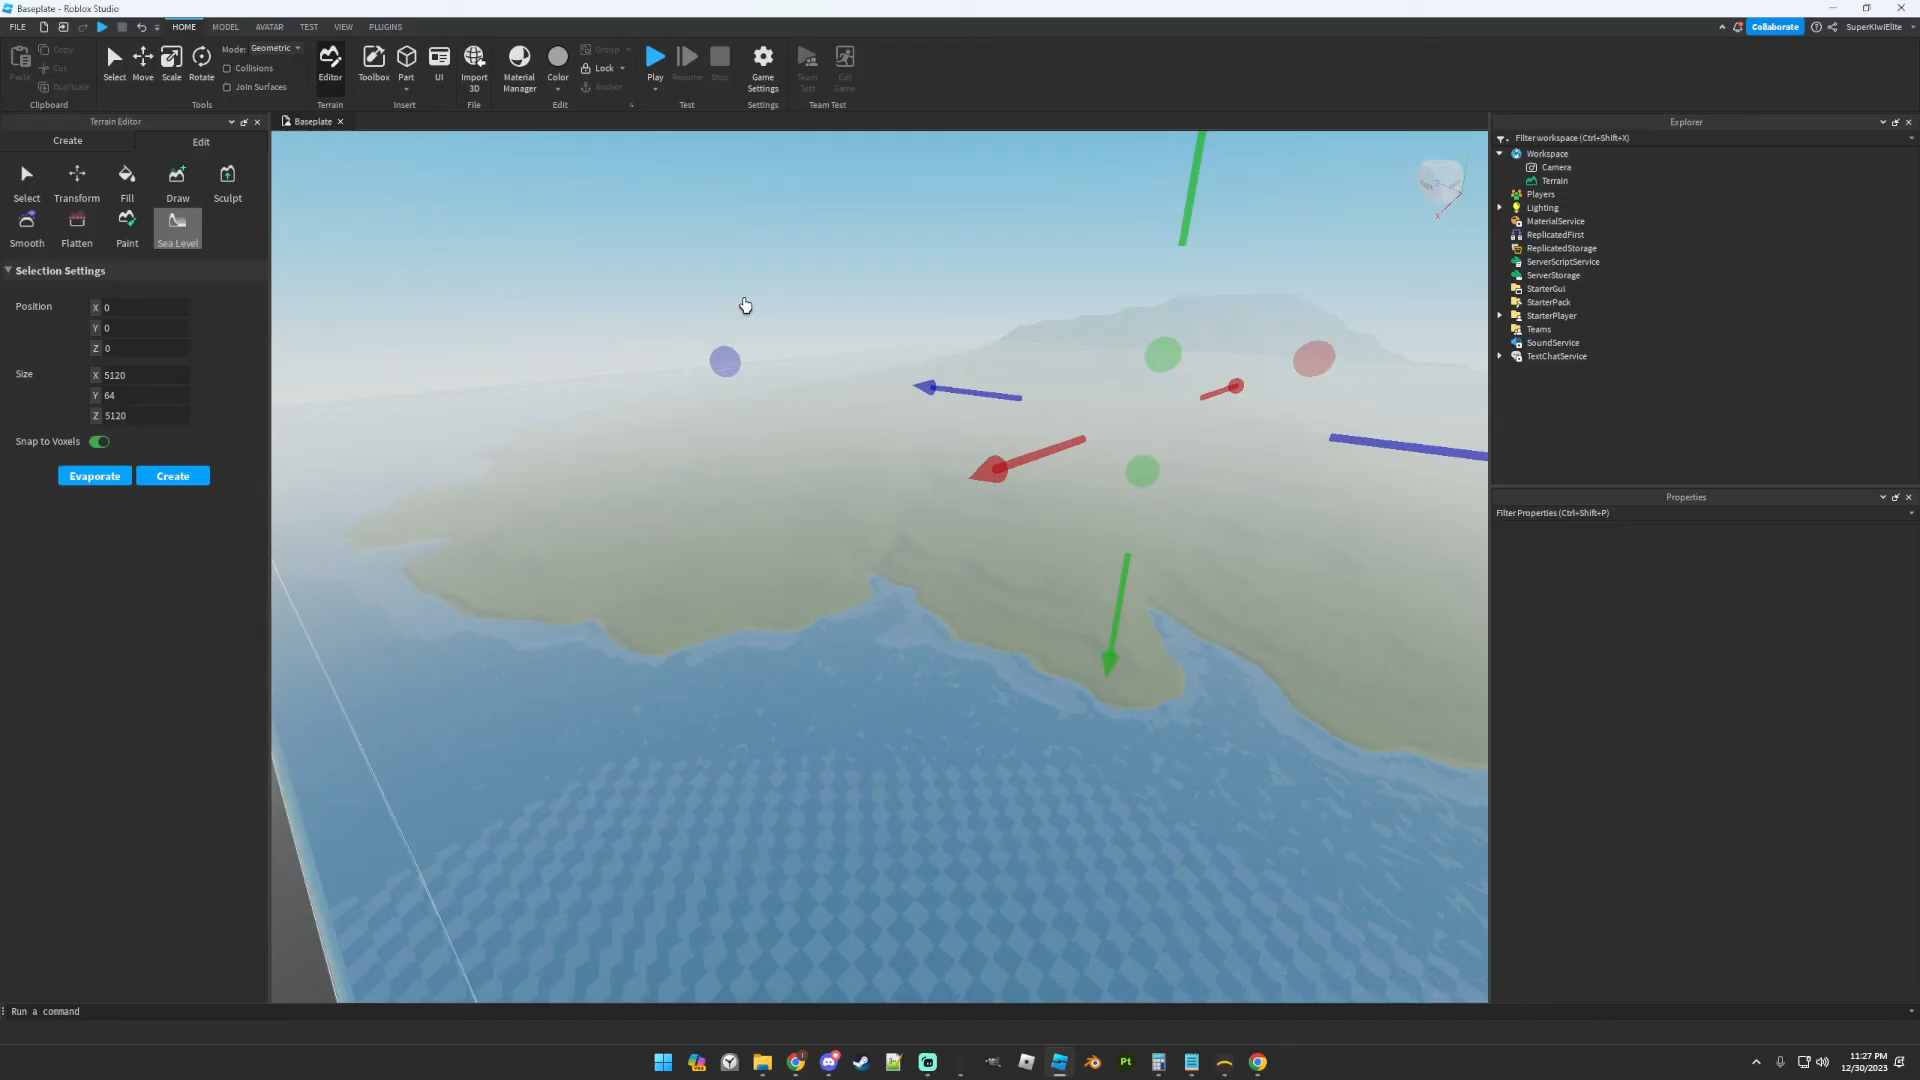 Baseplate - Roblox Studio
FILE HOME MODEL AVATAR TEST VIEW PLUGINS Collaborate SuperKiwiElite
Paste Copy Cut Duplicate Clipboard
Select Move Scale Rotate Mode: Geometric Collisions Join Surfaces Tools
Editor Terrain
Toolbox Part UI Insert
Import 3D File
Material Manager Color Group Lock Anchor Edit
Play Resume Stop Test
Game Settings Settings
Team Test Exit Game Team Test
Terrain Editor
Create Edit
Select Transform Fill Draw Sculpt
Smooth Flatten Paint Sea Level
Selection Settings
Position X 0
Y 0
Z 0
Size X 5120
Y 64
Z 5120
Snap to Voxels
Evaporate Create
Baseplate
X
Explorer
Filter workspace (Ctrl+Shift+X)
Workspace
Camera
Terrain
Players
Lighting
MaterialService
ReplicatedFirst
ReplicatedStorage
ServerScriptService
ServerStorage
StarterGui
StarterPack
StarterPlayer
Teams
SoundService
TextChatService
Properties
Filter Properties (Ctrl+Shift+P)
Run a command
Pt
11:27 PM
12/30/2023